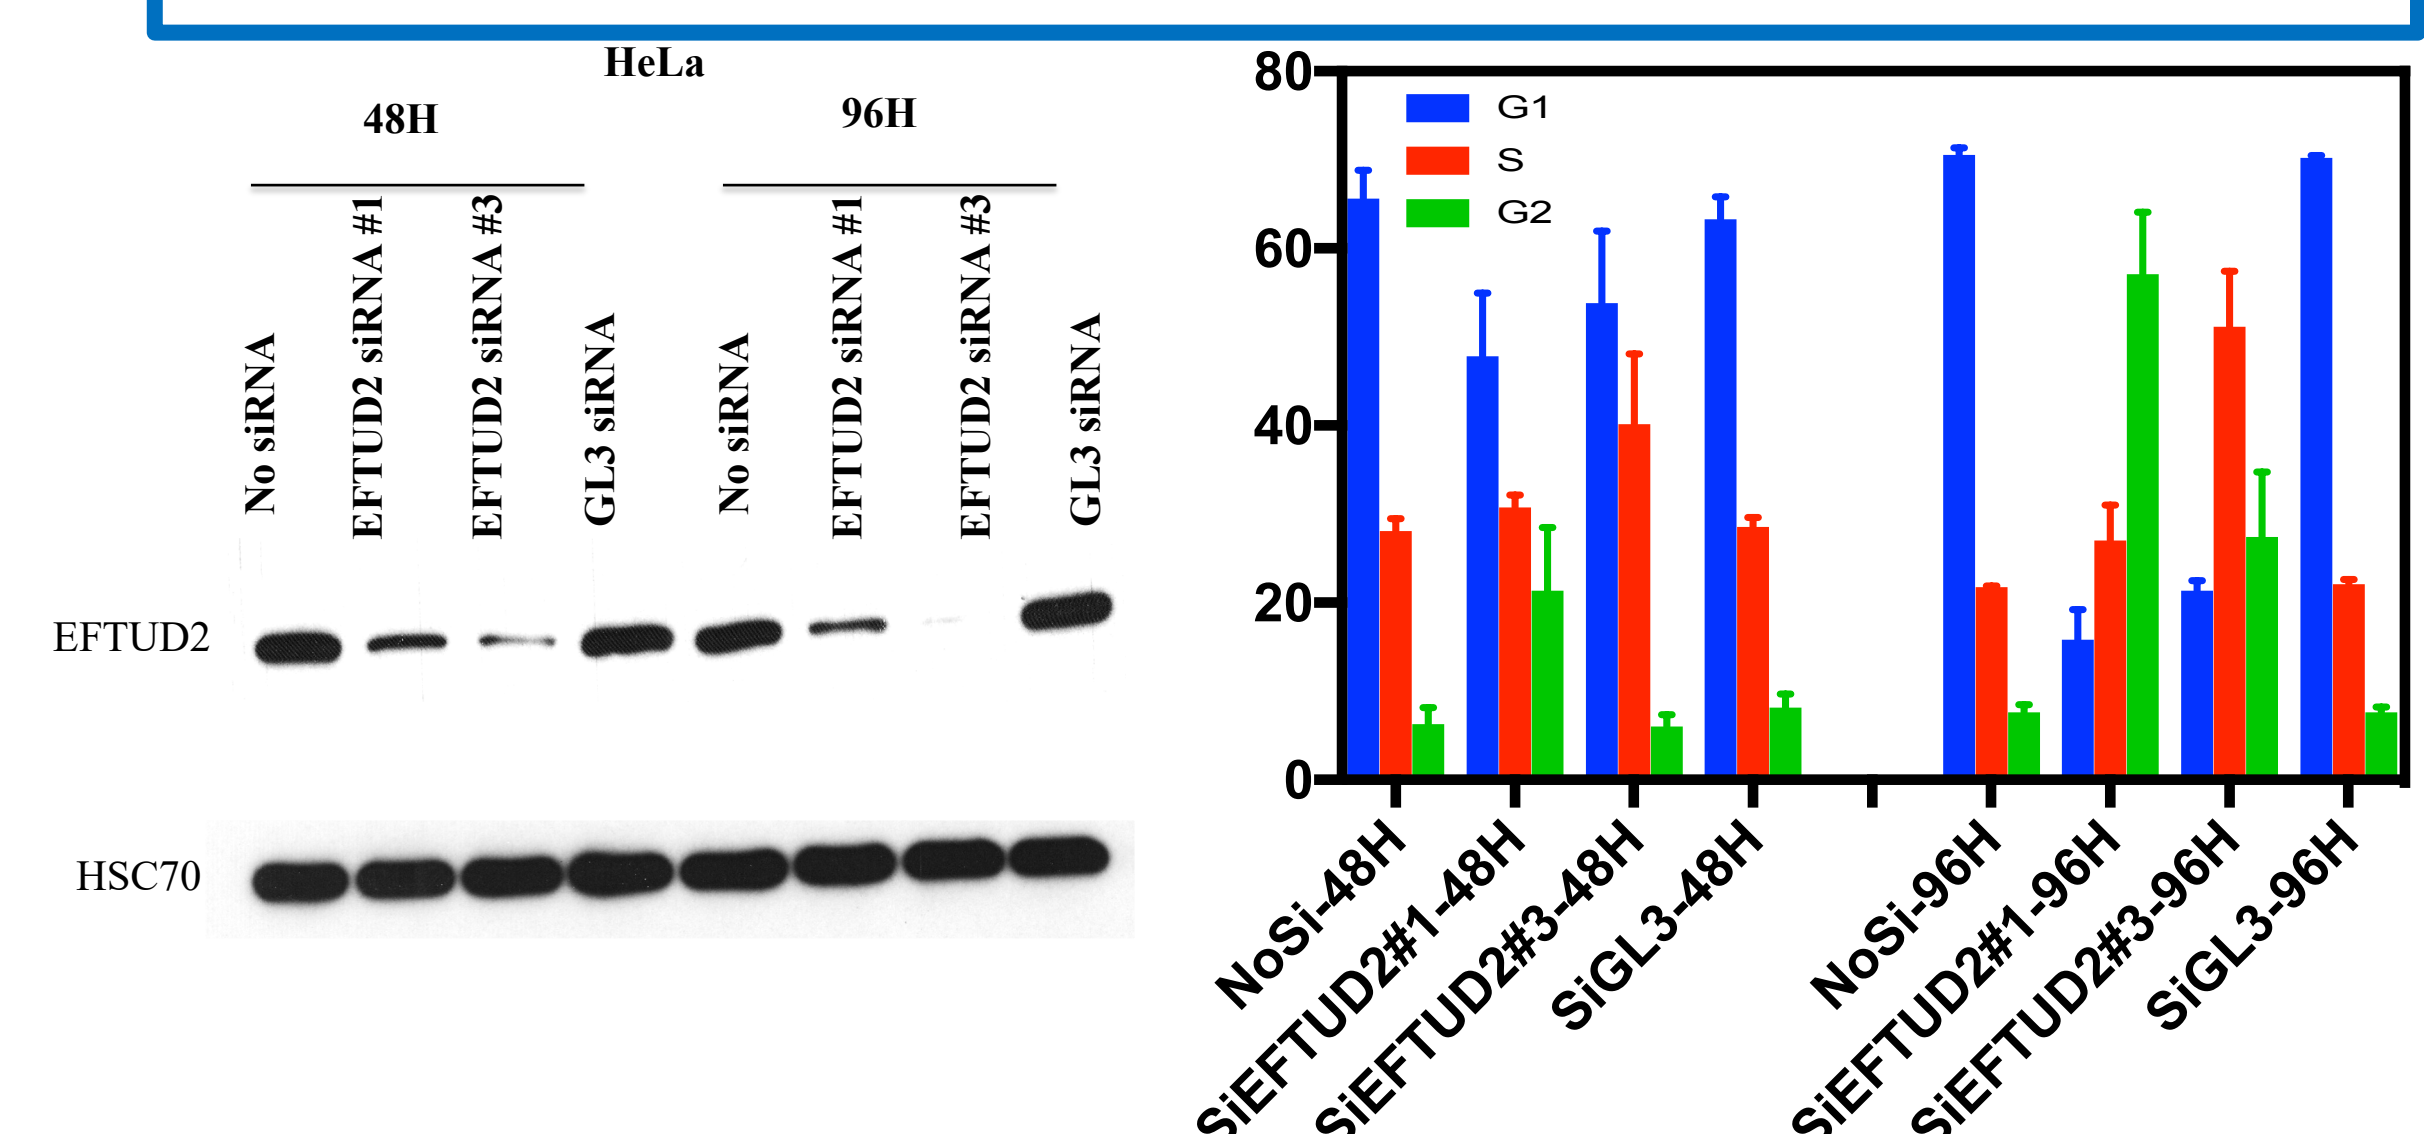 HeLa
48H
96H
No siRNA
EFTUD2 siRNA #1
EFTUD2 siRNA #3
GL3 siRNA
No siRNA
EFTUD2 siRNA #1
EFTUD2 siRNA #3
GL3 siRNA
EFTUD2
HSC70
80
60
40
20
0
G1
S
G2
NoSi-48H
SiEFTUD2#1-48H
SiEFTUD2#3-48H
SiGL3-48H
NoSi-96H
SiEFTUD2#1-96H
SiEFTUD2#3-96H
SiGL3-96H